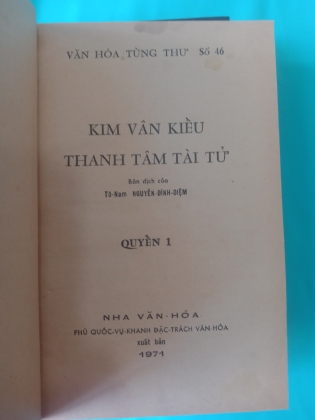 VĂN HÓA TÙNG THƯ Số 46
KIM VÂN KIỀU
THANH TÂM TÀI TỬ
Bản dịch của
Tô-Nam NGUYỄN-ĐÌNH-DIỆM
QUYỂN 1
NHA VĂN-HÓA
PHỦ QUỐC-VỤ-KHANH ĐẶC-TRÁCH VĂN-HÓA
xuất bản
1971